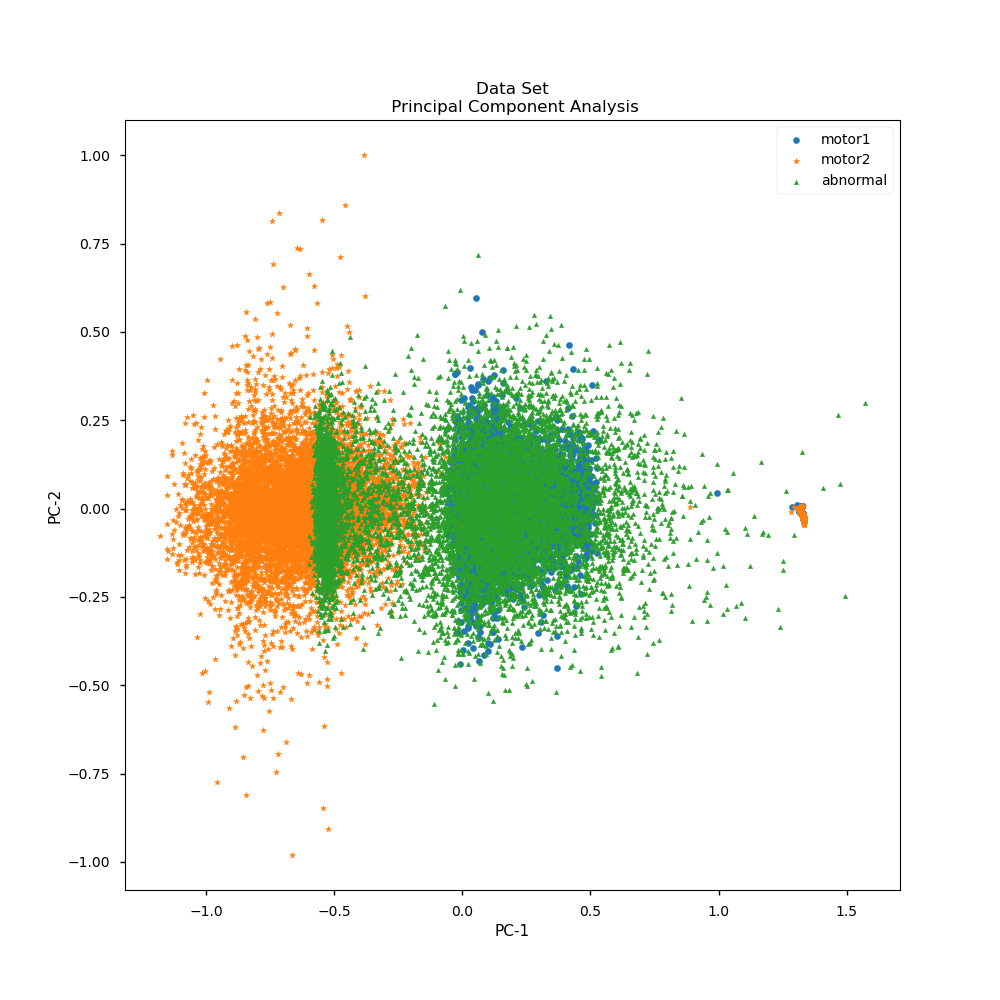 Data Set
Principal Component Analysis
motor1
motor2
abnormal
1.00
0.75
0.50
0.25
0.00
−0.25
−0.50
−0.75
−1.00
PC-2
−1.0
−0.5
0.0
0.5
1.0
1.5
PC-1